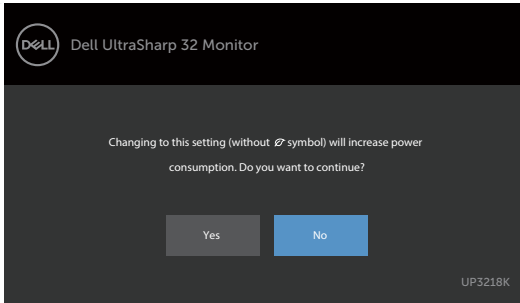 DELL
Dell UltraSharp 32 Monitor
Changing to this setting (without symbol) will increase power
consumption. Do you want to continue?
Yes
No
UP3218K